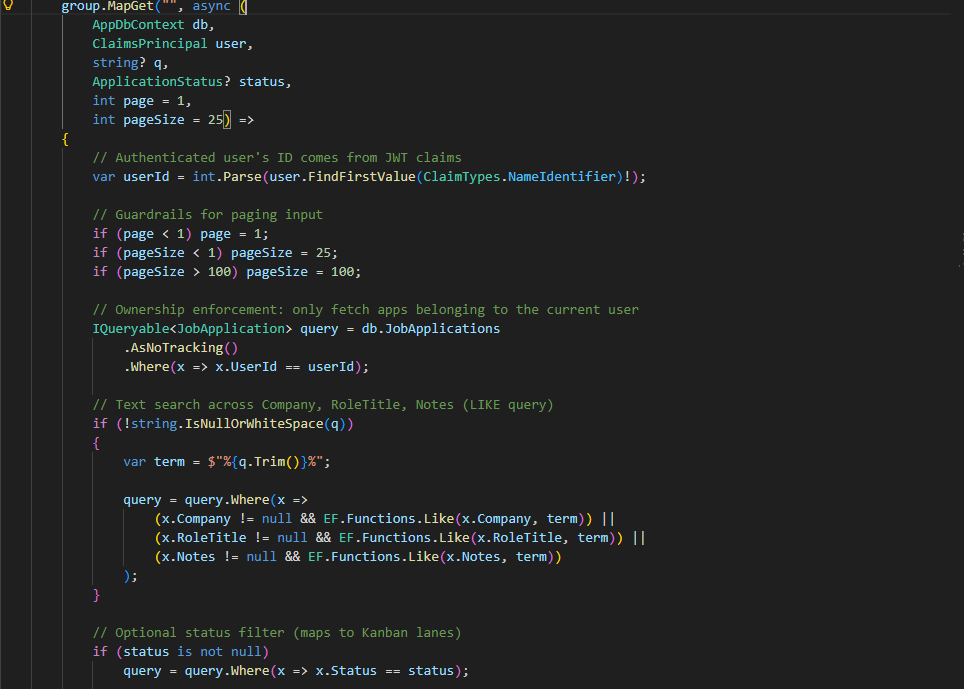 group.MapGet("", async (
AppDbContext db,
ClaimsPrincipal user,
string? q,
ApplicationStatus? status,
int page = 1,
int pageSize = 25) =>
{
// Authenticated user's ID comes from JWT claims
var userId = int.Parse(user.FindFirstValue(ClaimTypes.NameIdentifier)!);
// Guardrails for paging input
if (page < 1) page = 1;
if (pageSize < 1) pageSize = 25;
if (pageSize > 100) pageSize = 100;
// Ownership enforcement: only fetch apps belonging to the current user
IQueryable<JobApplication> query = db.JobApplications
.AsNoTracking()
.Where(x => x.UserId == userId);
// Text search across Company, RoleTitle, Notes (LIKE query)
if (!string.IsNullOrWhiteSpace(q))
{
var term = $"%{q.Trim()}%";
query = query.Where(x =>
(x.Company != null && EF.Functions.Like(x.Company, term)) ||
(x.RoleTitle != null && EF.Functions.Like(x.RoleTitle, term)) ||
(x.Notes != null && EF.Functions.Like(x.Notes, term))
);
}
// Optional status filter (maps to Kanban lanes)
if (status is not null)
query = query.Where(x => x.Status == status);